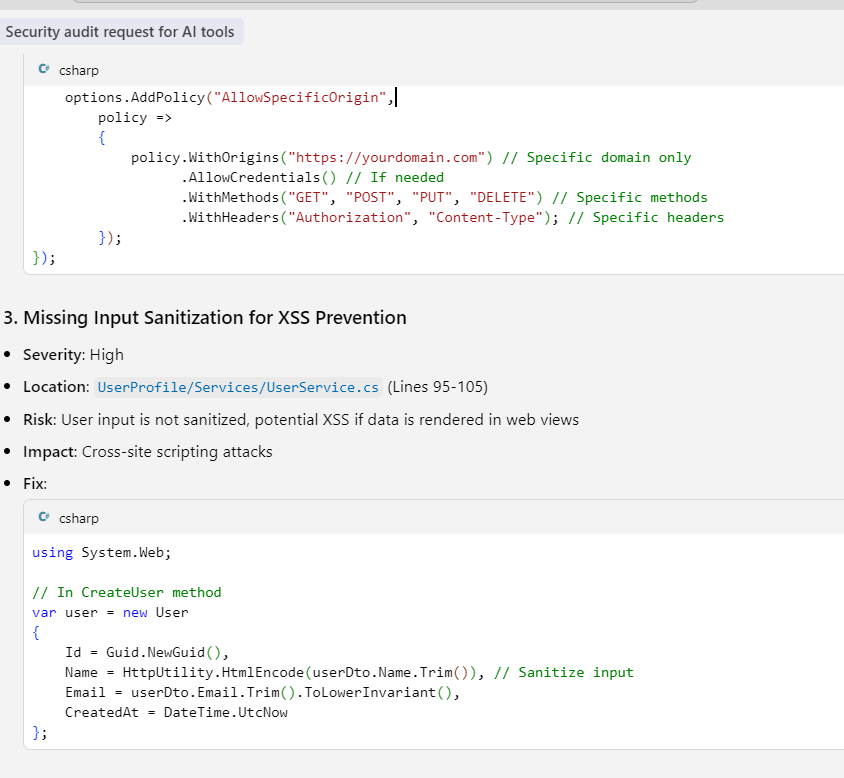 Security audit request for AI tools
csharp
options.AddPolicy("AllowSpecificOrigin",
policy =>
{
policy.WithOrigins("https://yourdomain.com") // Specific domain only
.AllowCredentials() // If needed
.WithMethods("GET", "POST", "PUT", "DELETE") // Specific methods
.WithHeaders("Authorization", "Content-Type"); // Specific headers
});
});
3. Missing Input Sanitization for XSS Prevention
• Severity: High
• Location: UserProfile/Services/UserService.cs (Lines 95-105)
• Risk: User input is not sanitized, potential XSS if data is rendered in web views
• Impact: Cross-site scripting attacks
• Fix:
csharp
using System.Web;
// In CreateUser method
var user = new User
{
Id = Guid.NewGuid(),
Name = HttpUtility.HtmlEncode(userDto.Name.Trim()), // Sanitize input
Email = userDto.Email.Trim().ToLowerInvariant(),
CreatedAt = DateTime.UtcNow
};